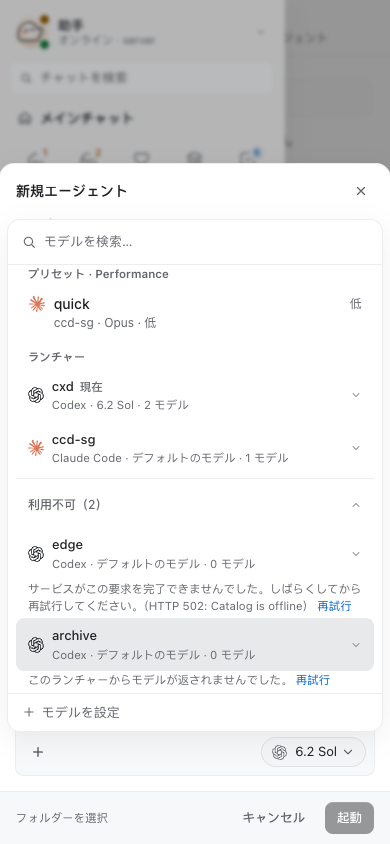 助手
オンライン · server
ジェント
チャットを検索
メインチャット
新規エージェント
モデルを検索...
プリセット · Performance
quick
低
ccd-sg · Opus · 低
ランチャー
cxd 現在
Codex · 6.2 Sol · 2 モデル
ccd-sg
Claude Code · デフォルトのモデル · 1 モデル
利用不可（2）
edge
Codex · デフォルトのモデル · 0 モデル
サービスがこの要求を完了できませんでした。しばらくしてから
再試行してください。（HTTP 502: Catalog is offline） 再試行
archive
Codex · デフォルトのモデル · 0 モデル
このランチャーからモデルが返されませんでした。 再試行
モデルを設定
6.2 Sol
フォルダーを選択
キャンセル
起動